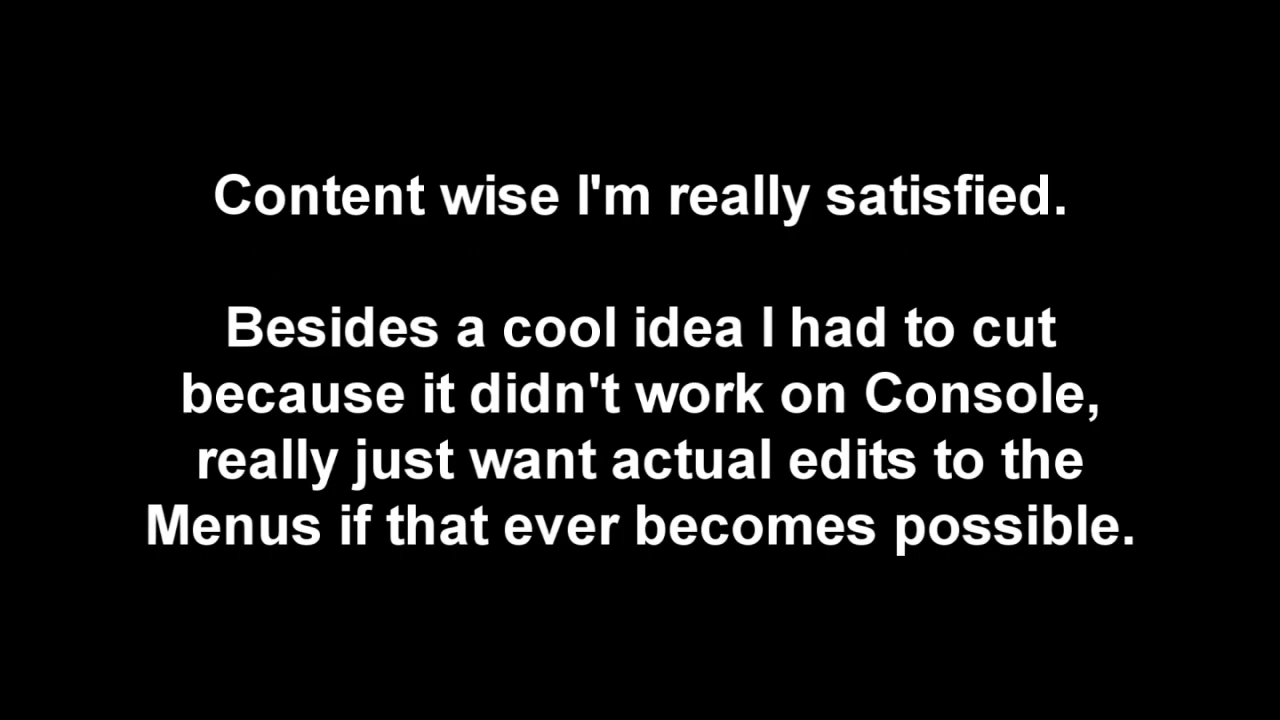 Content wise I'm really satisfied.
Besides a cool idea I had to cut
because it didn't work on Console,
really just want actual edits to the
Menus if that ever becomes possible.